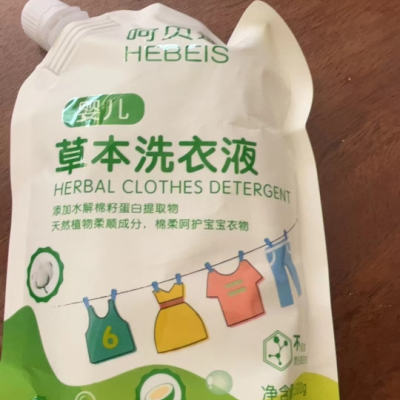 HEBEIS
婴儿
草本洗衣液
HERBAL CLOTHES DETERGENT
添加水解棉籽蛋白提取物
天然植物柔顺成分，棉柔呵护宝宝衣物
6
净含